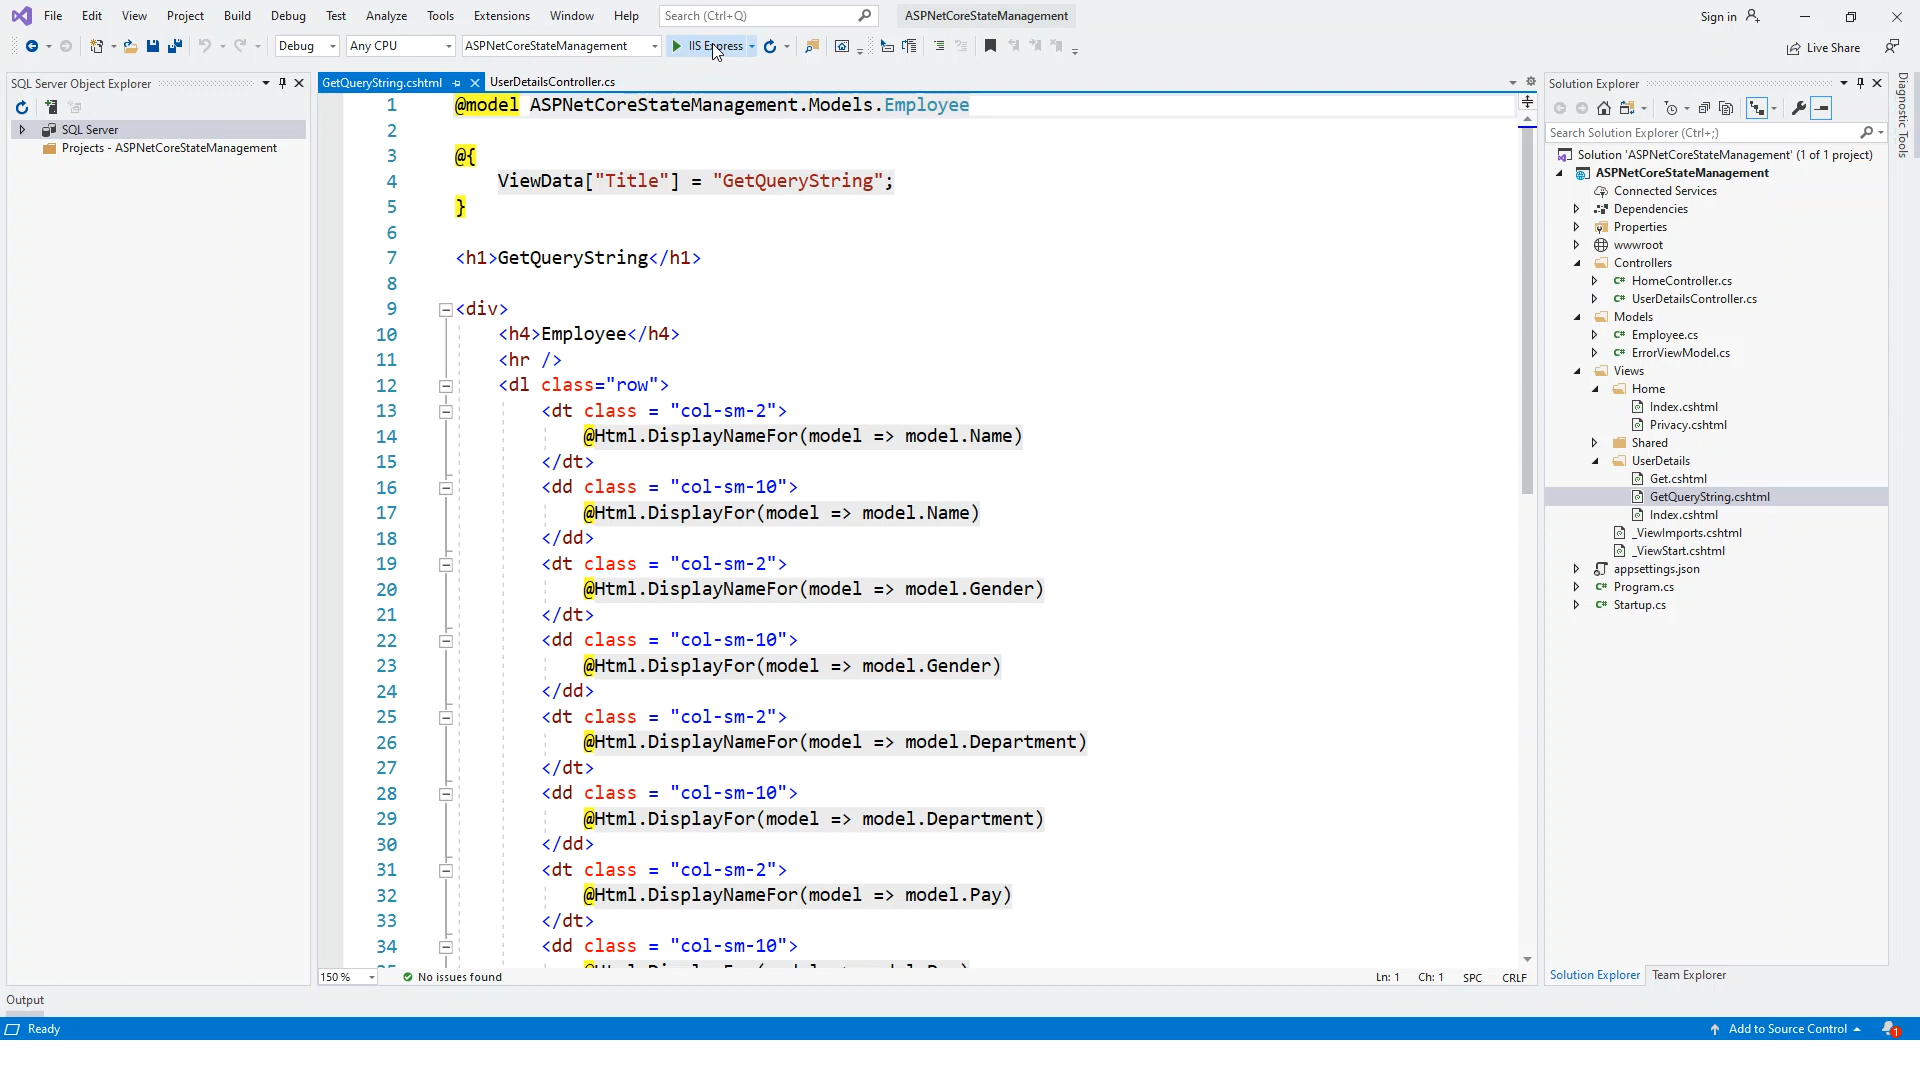 File Edit View Project Build Debug Test Analyze Tools Extensions Window Help Search (Ctrl+Q) ASPNetCoreStateManagement Sign in
Debug Any CPU ASPNetCoreStateManagement IIS Express Live Share
SQL Server Object Explorer
SQL Server
Projects - ASPNetCoreStateManagement
GetQueryString.cshtml UserDetailsController.cs
1 @model ASPNetCoreStateManagement.Models.Employee
2
3 @{
4 ViewData["Title"] = "GetQueryString";
5 }
6
7 <h1>GetQueryString</h1>
8
9 <div>
10 <h4>Employee</h4>
11 <hr />
12 <dl class="row">
13 <dt class = "col-sm-2">
14 @Html.DisplayNameFor(model => model.Name)
15 </dt>
16 <dd class = "col-sm-10">
17 @Html.DisplayFor(model => model.Name)
18 </dd>
19 <dt class = "col-sm-2">
20 @Html.DisplayNameFor(model => model.Gender)
21 </dt>
22 <dd class = "col-sm-10">
23 @Html.DisplayFor(model => model.Gender)
24 </dd>
25 <dt class = "col-sm-2">
26 @Html.DisplayNameFor(model => model.Department)
27 </dt>
28 <dd class = "col-sm-10">
29 @Html.DisplayFor(model => model.Department)
30 </dd>
31 <dt class = "col-sm-2">
32 @Html.DisplayNameFor(model => model.Pay)
33 </dt>
34 <dd class = "col-sm-10">
150 % No issues found Ln: 1 Ch: 1 SPC CRLF
Solution Explorer
Search Solution Explorer (Ctrl+;)
Solution 'ASPNetCoreStateManagement' (1 of 1 project)
ASPNetCoreStateManagement
Connected Services
Dependencies
Properties
wwwroot
Controllers
C# HomeController.cs
C# UserDetailsController.cs
Models
C# Employee.cs
C# ErrorViewModel.cs
Views
Home
Index.cshtml
Privacy.cshtml
Shared
UserDetails
Get.cshtml
GetQueryString.cshtml
Index.cshtml
_ViewImports.cshtml
_ViewStart.cshtml
appsettings.json
C# Program.cs
C# Startup.cs
Solution Explorer Team Explorer
Diagnostic Tools
Output
Ready Add to Source Control 1